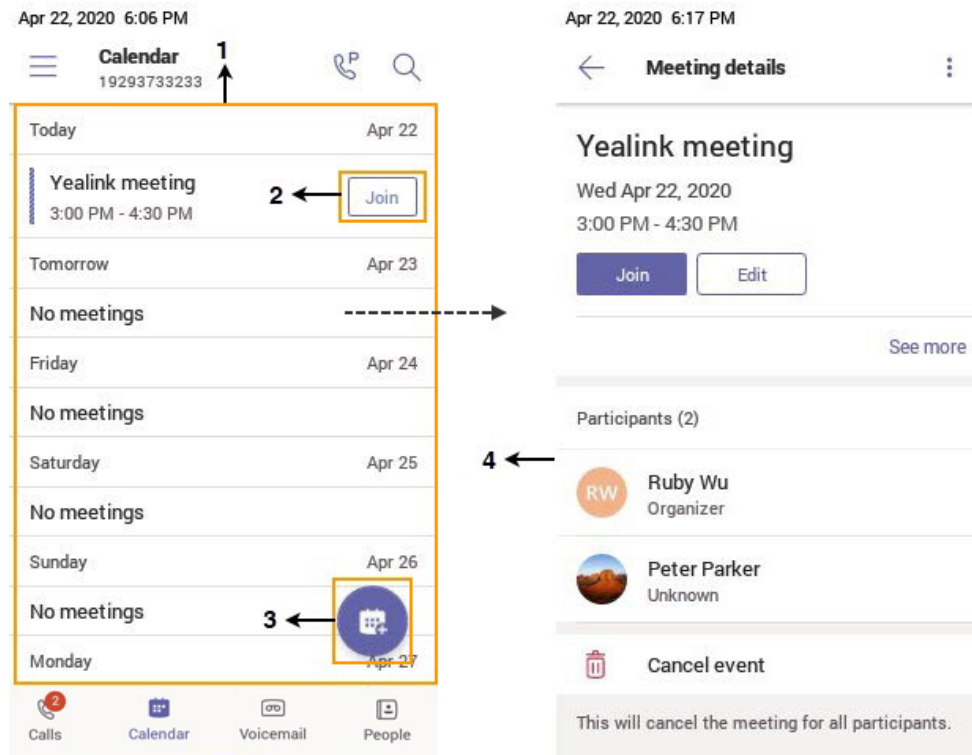 Apr 22, 2020 6:06 PM
Calendar
19293733233
1
P
Today Apr 22
Yealink meeting
3:00 PM - 4:30 PM
2
Join
Tomorrow Apr 23
No meetings
Friday Apr 24
No meetings
Saturday Apr 25
No meetings
Sunday Apr 26
No meetings
3
Monday Apr 27
2
Calls Calendar Voicemail People
Apr 22, 2020 6:17 PM
Meeting details
Yealink meeting
Wed Apr 22, 2020
3:00 PM - 4:30 PM
Join Edit
See more
Participants (2)
4
RW
Ruby Wu
Organizer
Peter Parker
Unknown
Cancel event
This will cancel the meeting for all participants.